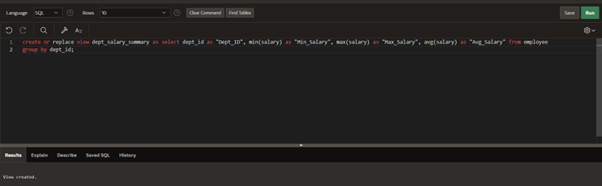 Language SQL Rows 10 Clear Command Find Tables Save Run
1 create or replace view dept_salary_summary as select dept_id as "Dept_ID", min(salary) as "Min_Salary", max(salary) as "Max_Salary", avg(salary) as "Avg_Salary" from employee
2 group by dept_id;
Results Explain Describe Saved SQL History
View created.